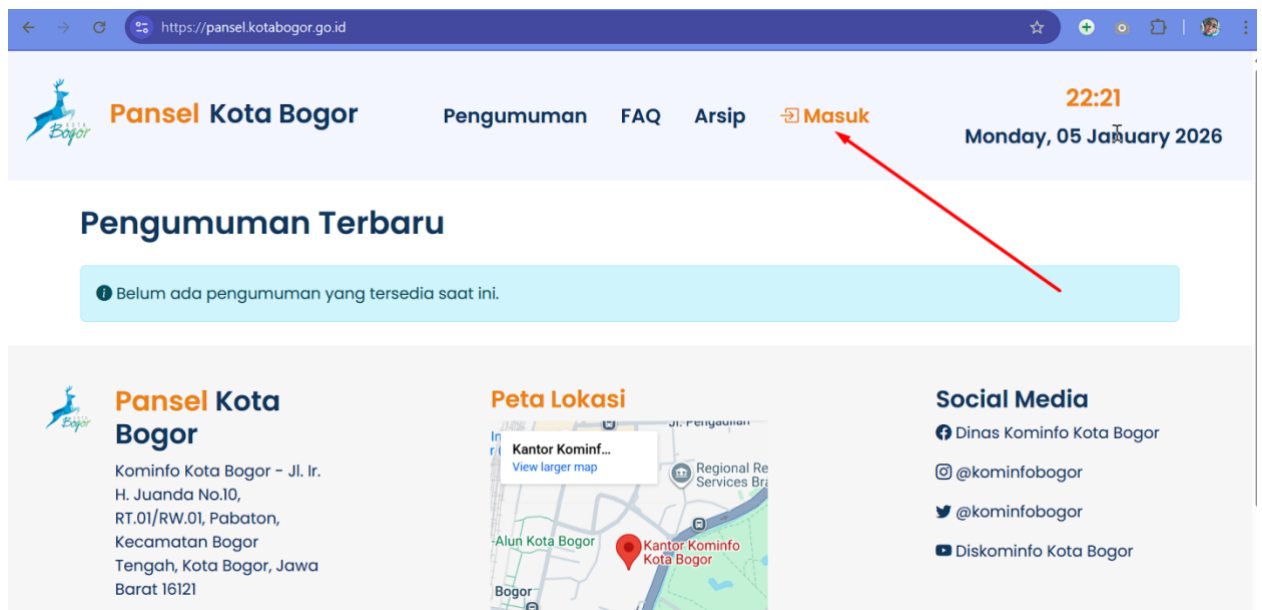 https://pansel.kotabogor.go.id
KOTA
Bogor
Pansel Kota Bogor
Pengumuman
FAQ
Arsip
Masuk
22:21
Monday, 05 January 2026
Pengumuman Terbaru
Belum ada pengumuman yang tersedia saat ini.
KOTA
Bogor
Pansel Kota
Bogor
Kominfo Kota Bogor - Jl. Ir.
H. Juanda No.10,
RT.01/RW.01, Pabaton,
Kecamatan Bogor
Tengah, Kota Bogor, Jawa
Barat 16121
Peta Lokasi
Jl. Pengadilan
Kantor Kominf...
View larger map
Regional Re
Services Bra
-Alun Kota Bogor
Kantor Kominfo
Kota Bogor
Bogor
Social Media
Dinas Kominfo Kota Bogor
@kominfobogor
@kominfobogor
Diskominfo Kota Bogor